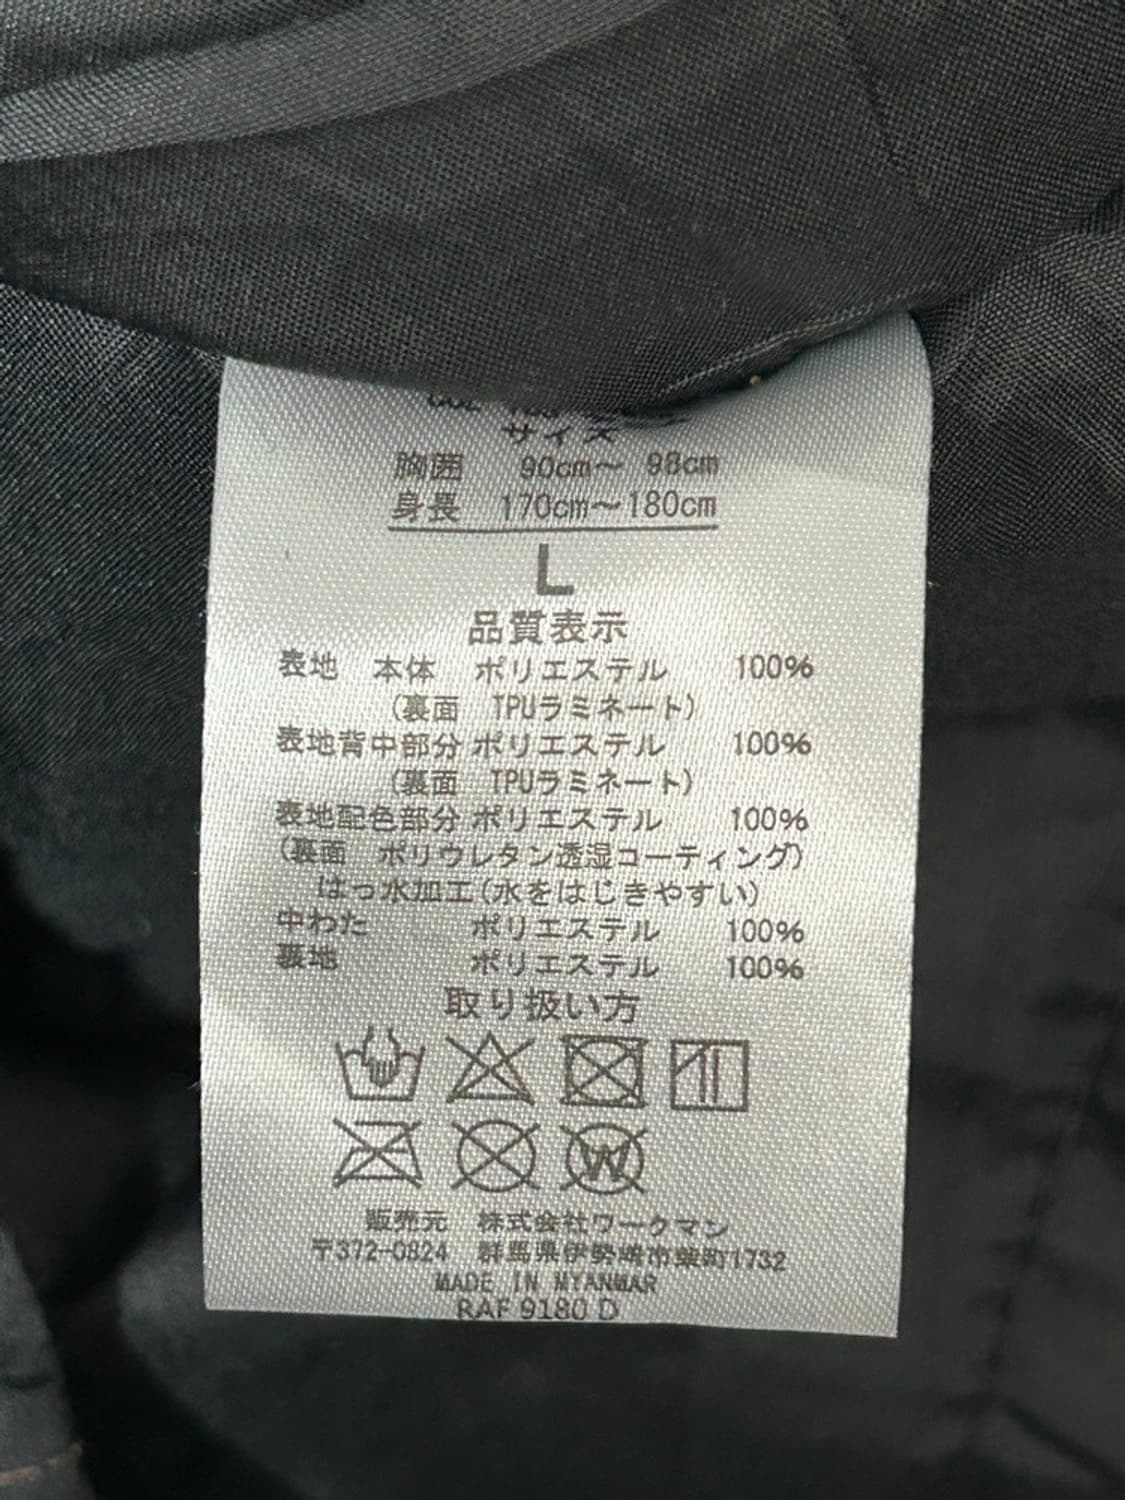 サイズ
胸囲 90cm〜 98cm
身長 170cm〜180cm
L
品質表示
表地 本体 ポリエステル 100%
(裏面 TPUラミネート)
表地背中部分 ポリエステル 100%
(裏面 TPUラミネート)
表地配色部分 ポリエステル 100%
(裏面 ポリウレタン透湿コーティング)
はっ水加工(水をはじきやすい)
中わた ポリエステル 100%
裏地 ポリエステル 100%
取り扱い方
W
販売元 株式会社ワークマン
〒372-0824 群馬県伊勢崎市柴町1732
MADE IN MYANMAR
RAF 9180 D